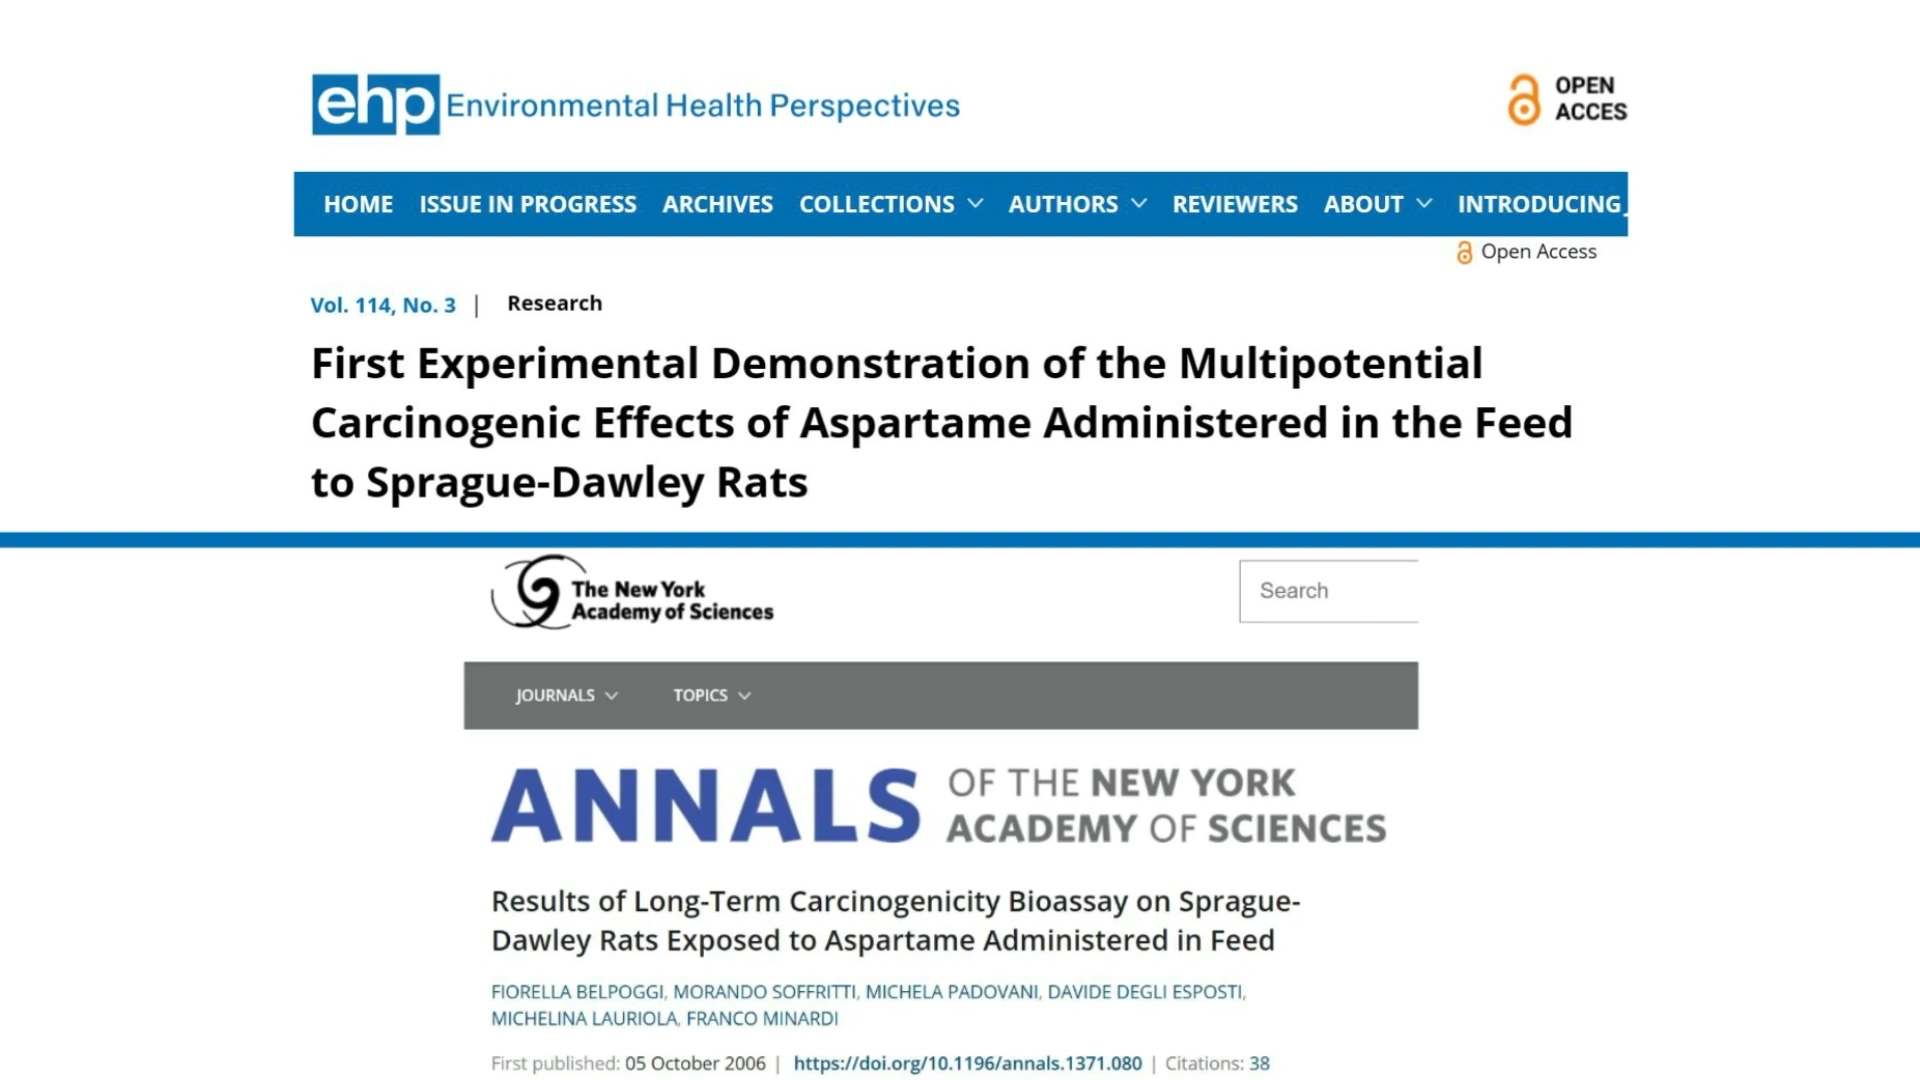 ehp Environmental Health Perspectives
OPEN
ACCES
HOME ISSUE IN PROGRESS ARCHIVES COLLECTIONS AUTHORS REVIEWERS ABOUT INTRODUCING
Open Access
Vol. 114, No. 3 | Research
First Experimental Demonstration of the Multipotential
Carcinogenic Effects of Aspartame Administered in the Feed
to Sprague-Dawley Rats
The New York
Academy of Sciences
Search
JOURNALS TOPICS
ANNALS OF THE NEW YORK
ACADEMY OF SCIENCES
Results of Long-Term Carcinogenicity Bioassay on Sprague-
Dawley Rats Exposed to Aspartame Administered in Feed
FIORELLA BELPOGGI, MORANDO SOFFRITTI, MICHELA PADOVANI, DAVIDE DEGLI ESPOSTI,
MICHELINA LAURIOLA, FRANCO MINARDI
First published: 05 October 2006 | https://doi.org/10.1196/annals.1371.080 | Citations: 38